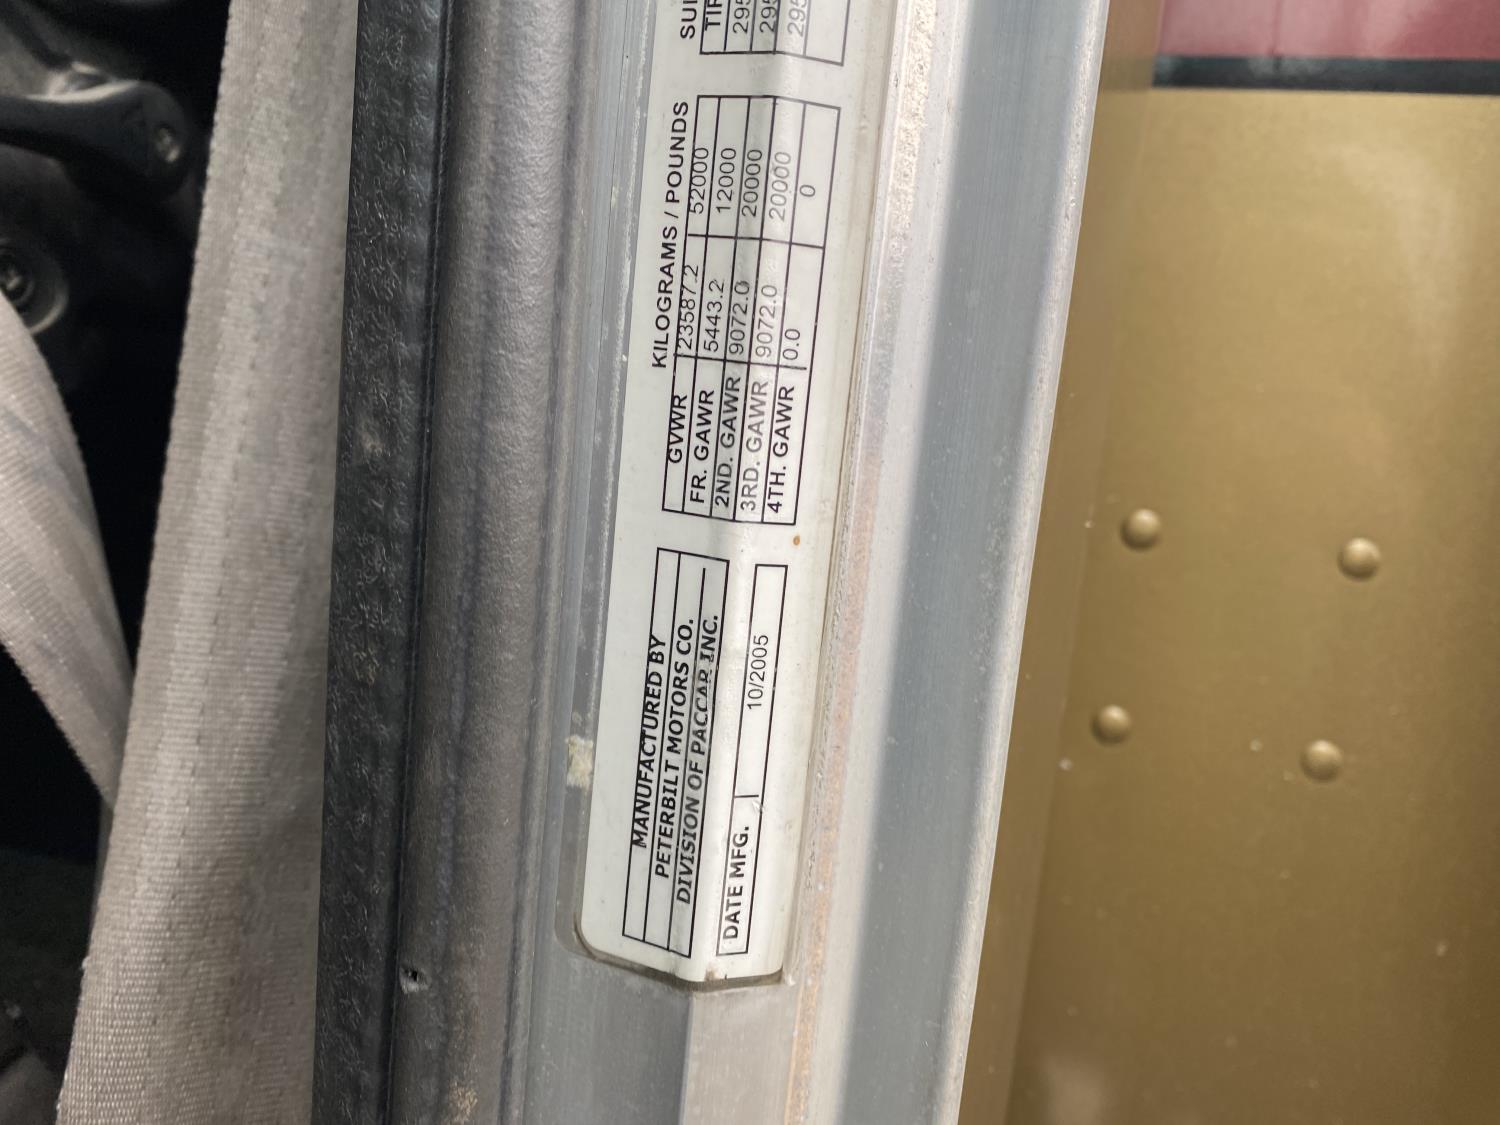 MANUFACTURED BY
PETERBILT MOTORS CO.
DIVISION OF PACCAR INC.
DATE MFG. 10/2005
KILOGRAMS / POUNDS
GVWR 23587.2 52000
FR. GAWR 5443.2 12000
2ND. GAWR 9072.0 20000
3RD. GAWR 9072.0 20000
4TH. GAWR 0.0 0